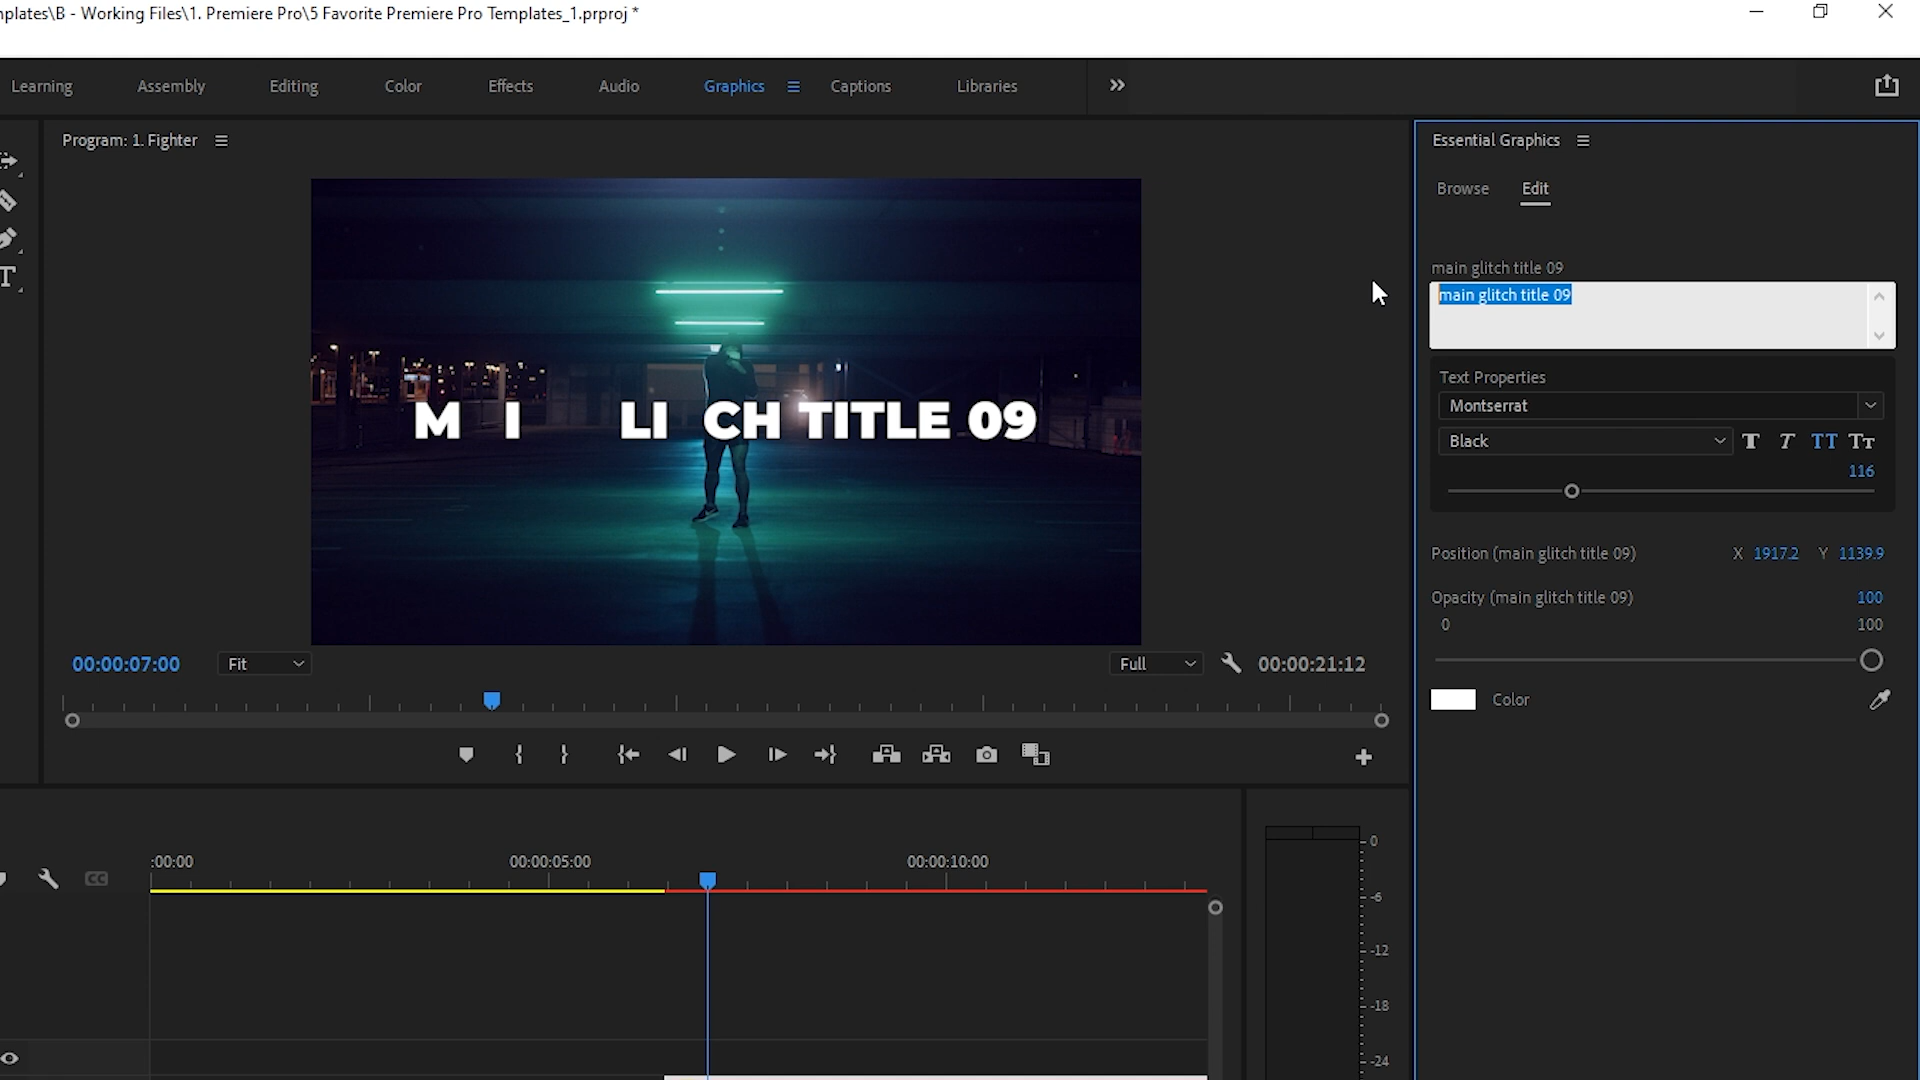 nplates\B - Working Files\1. Premiere Pro\5 Favorite Premiere Pro Templates_1.prproj *
Learning Assembly Editing Color Effects Audio Graphics Captions Libraries
Program: 1. Fighter
M I LI CH TITLE 09
00:00:07:00 Fit Full 00:00:21:12
Essential Graphics
Browse Edit
main glitch title 09
main glitch title 09
Text Properties
Montserrat
Black T T TT TT
116
Position (main glitch title 09) X 1917.2 Y 1139.9
Opacity (main glitch title 09) 100
0 100
Color
:00:00 00:00:05:00 00:00:10:00
CC
0
-6
-12
-18
-24